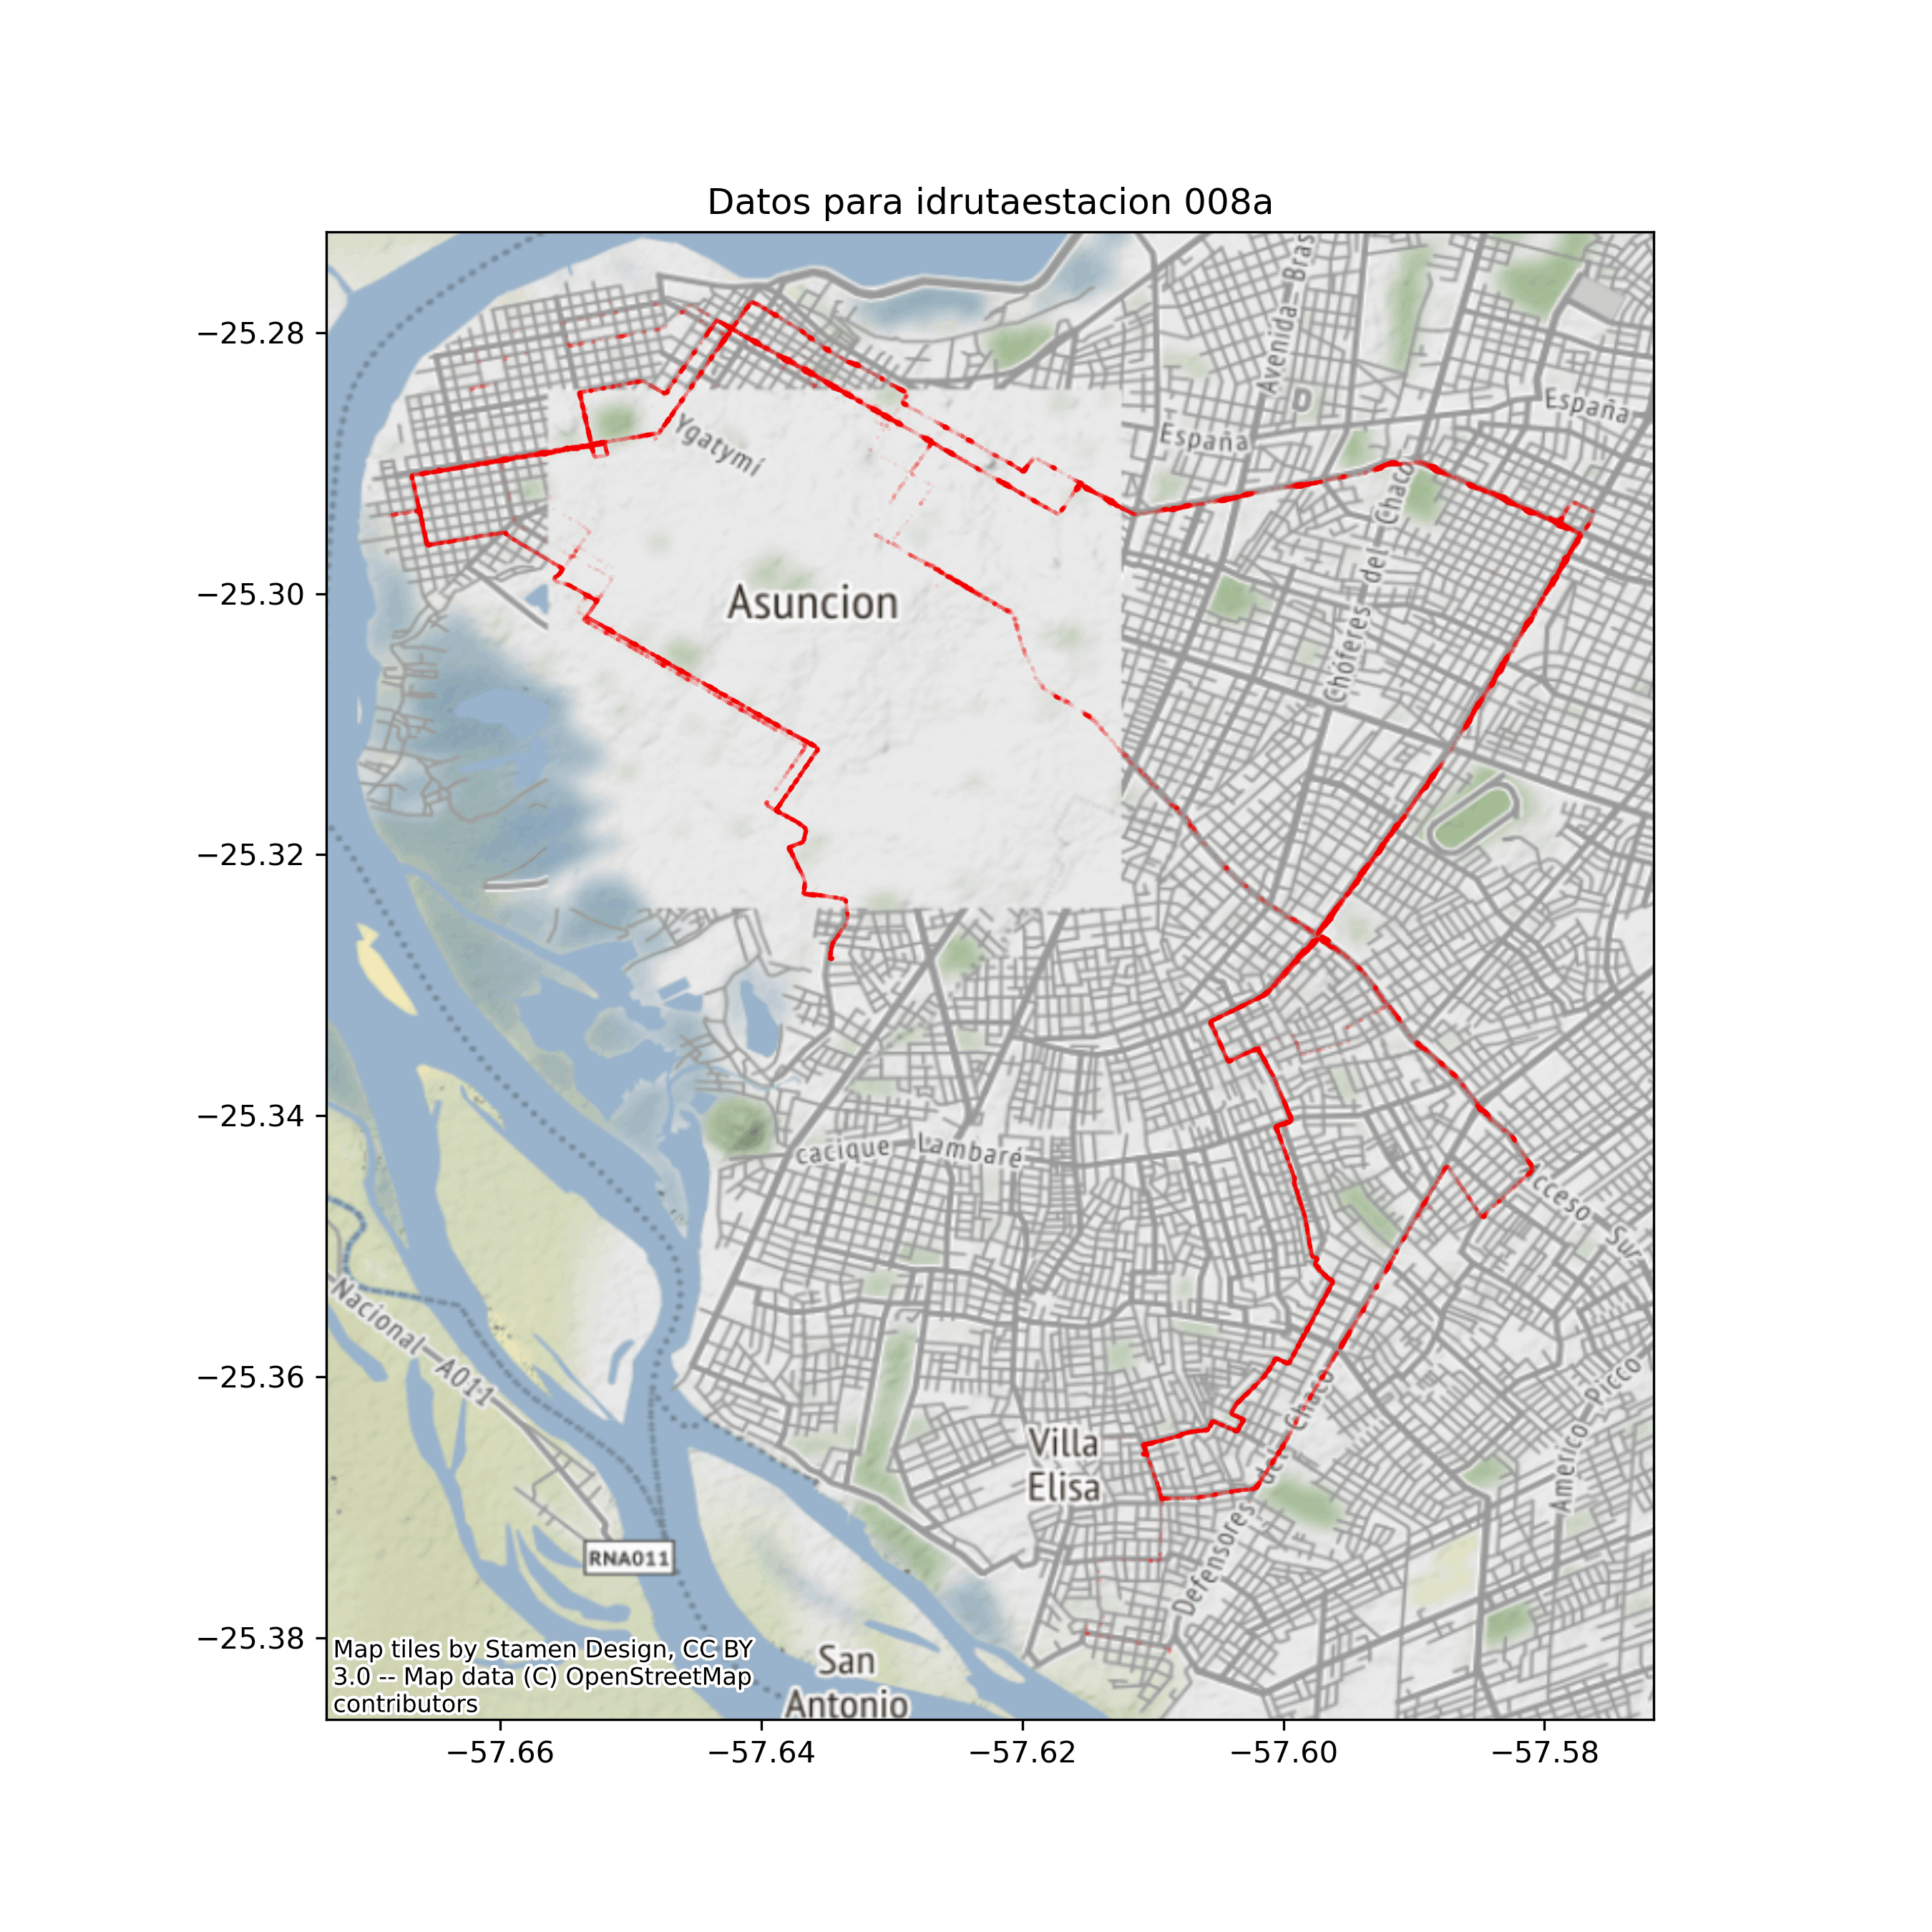 Datos para idrutaestacion 008a
−25.28
−25.30
−25.32
−25.34
−25.36
−25.38
−57.66
−57.64
−57.62
−57.60
−57.58
Avenida Bras
España
España
Ygatymí
Chóferes del Chaco
Asuncion
cacique Lambaré
Acceso Sur
Nacional A011
Villa
Elisa
Defensores del Chaco
Americo Picco
RNA011
San
Antonio
Map tiles by Stamen Design, CC BY
3.0 -- Map data (C) OpenStreetMap
contributors